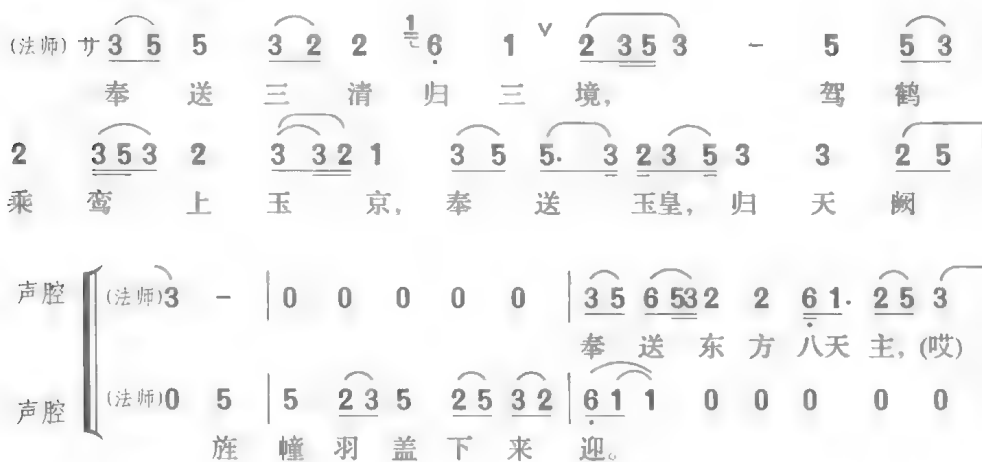 (法师) サ 3 5 5 3 2 2 1 6 1 ∨ 2 3 5 3 - 5 5 3
奉 送 三 清 归 三 境, 驾 鹤
2 3 5 3 2 3 3 2 1 3 5 5. 3 2 3 5 3 3 2 5
乘 鸾 上 玉 京, 奉 送 玉皇, 归 天 阙
声腔 (法师) 3 - | 0 0 0 0 0 | 3 5 6 5 3 2 2 6 1. 2 5 3
奉 送 东 方 八天 主, (哎)
声腔 (法师) 0 5 | 5 2 3 5 2 5 3 2 | 6 1 1 0 0 0 0 0
旌 幢 羽 盖 下 来 迎。